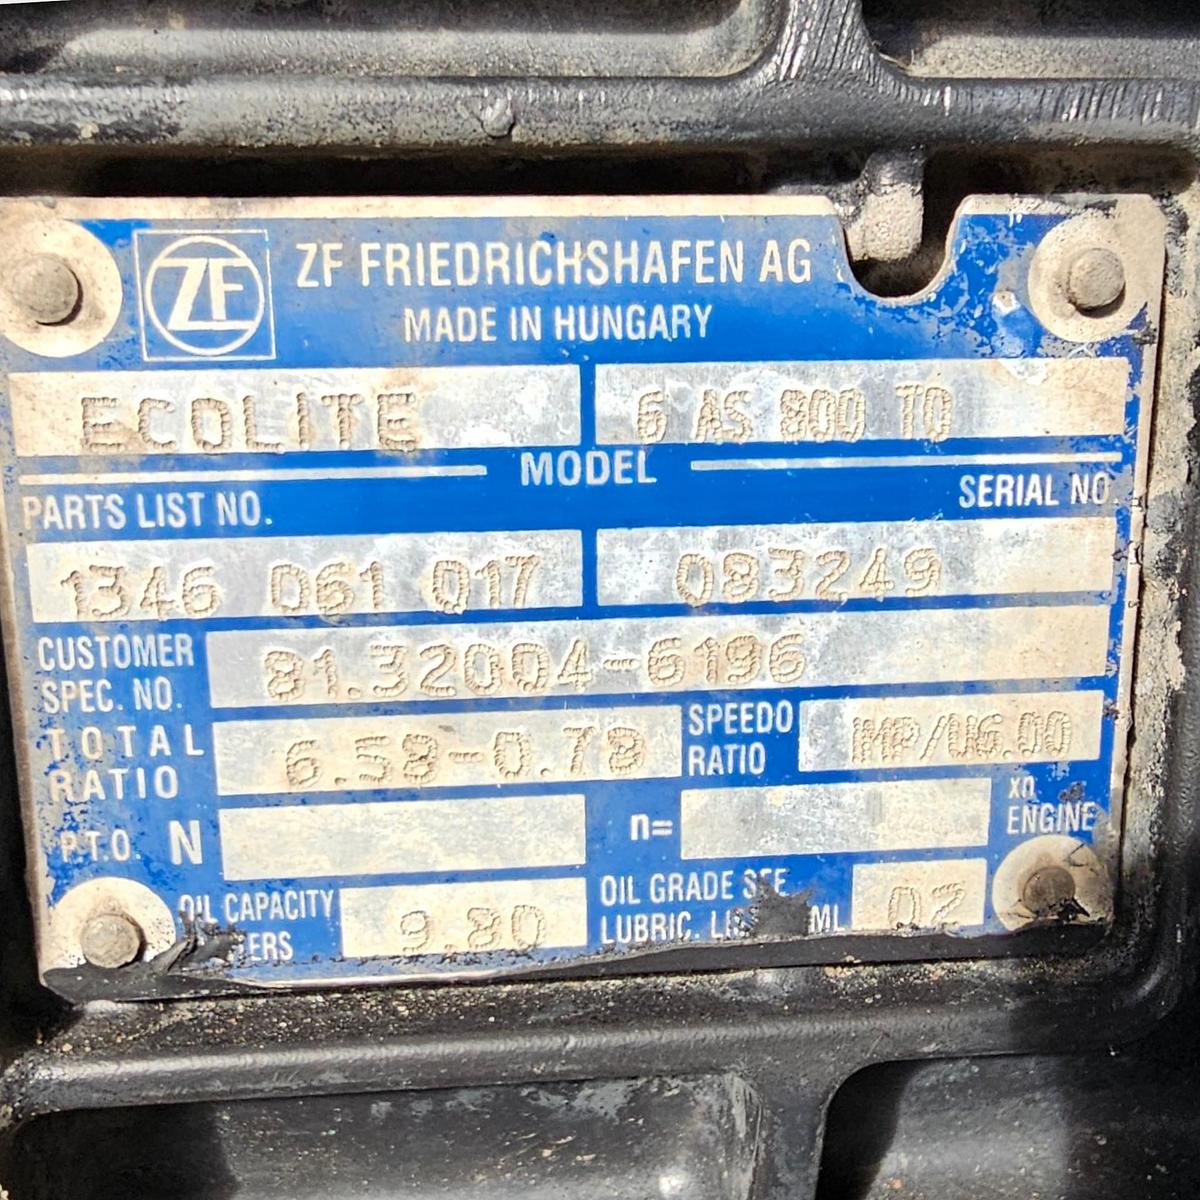 ZF ZF FRIEDRICHSHAFEN AG
MADE IN HUNGARY
ECOLITE 6 AS 800 TO
MODEL
PARTS LIST NO. SERIAL NO.
1346 061 017 083249
CUSTOMER SPEC. NO. 81.32004-6196
TOTAL RATIO 6.58-0.78 SPEEDO RATIO IMP/U6.00
P.T.O. N n= xn ENGINE
OIL CAPACITY 9.80 OIL GRADE SEE
LUBRIC. ML 02